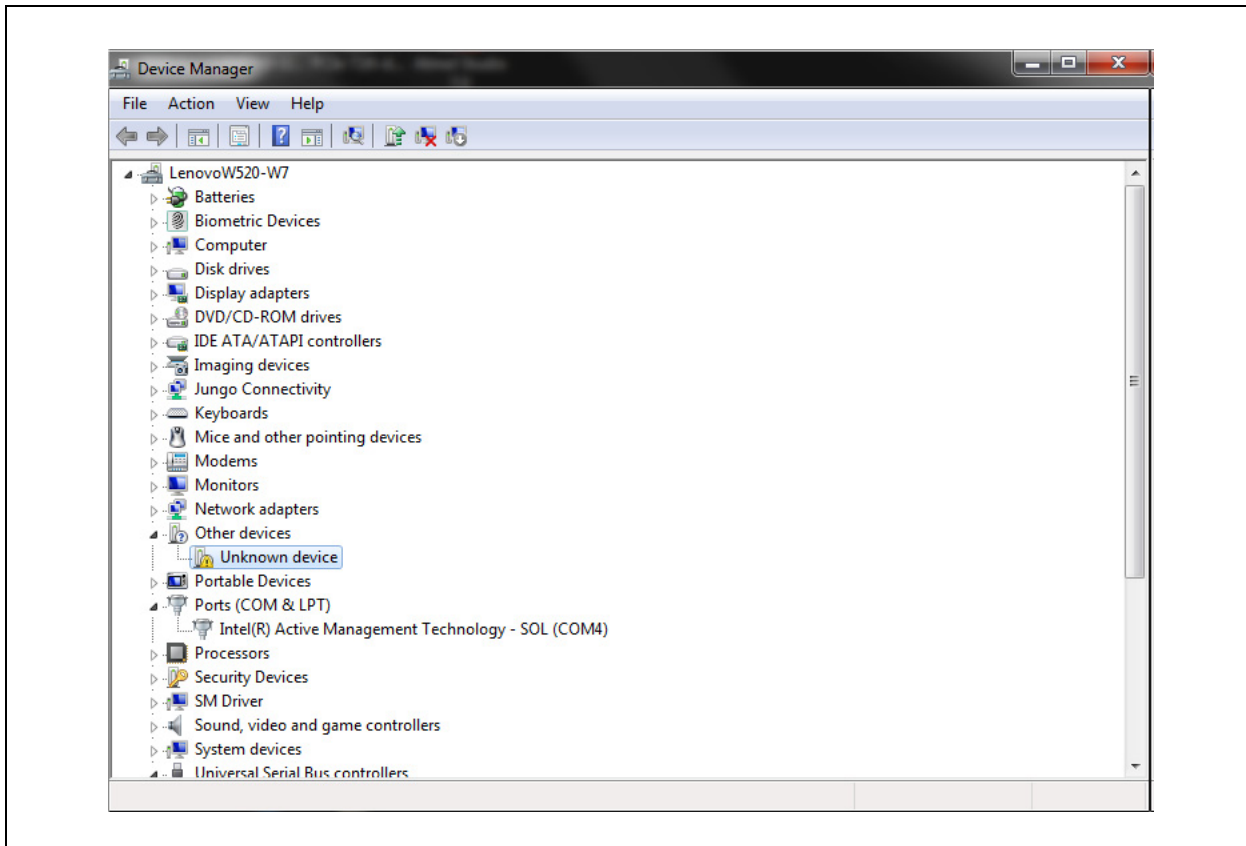 Device Manager
File Action View Help
LenovoW520-W7
Batteries
Biometric Devices
Computer
Disk drives
Display adapters
DVD/CD-ROM drives
IDE ATA/ATAPI controllers
Imaging devices
Jungo Connectivity
Keyboards
Mice and other pointing devices
Modems
Monitors
Network adapters
Other devices
Unknown device
Portable Devices
Ports (COM & LPT)
Intel(R) Active Management Technology - SOL (COM4)
Processors
Security Devices
SM Driver
Sound, video and game controllers
System devices
Universal Serial Bus controllers